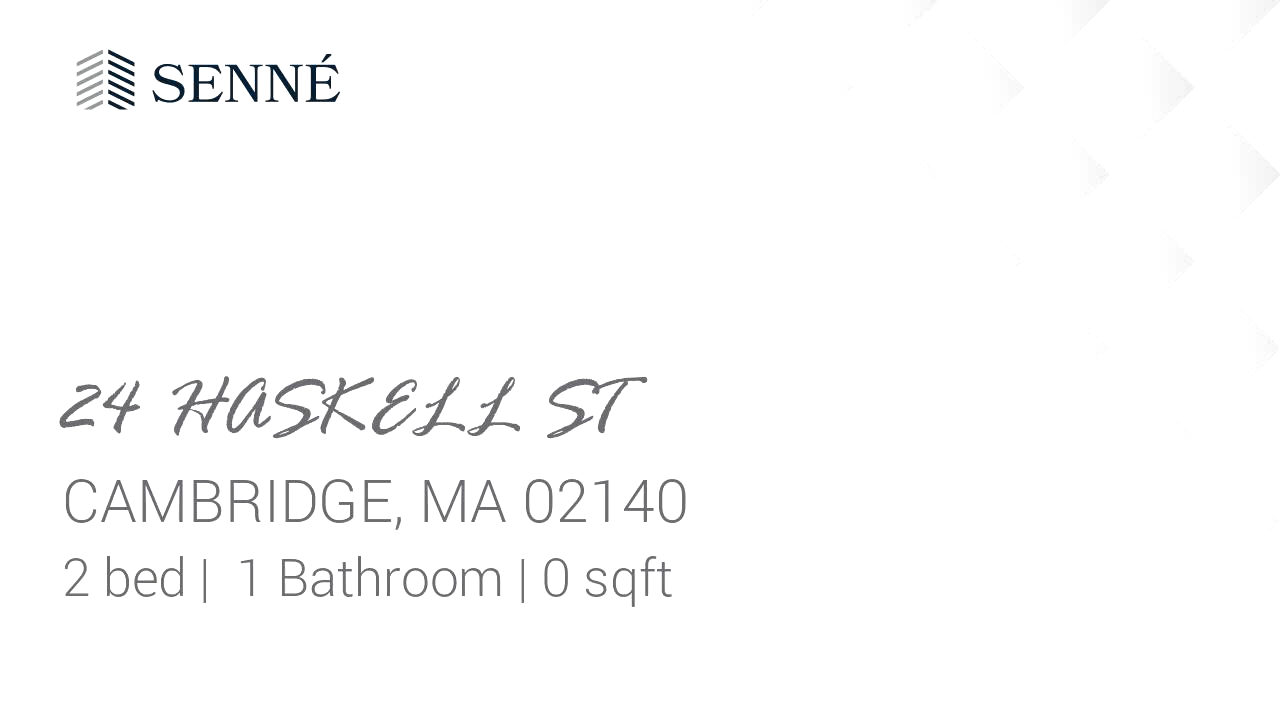 SENNÉ
24 HASKELL ST
CAMBRIDGE, MA 02140
2 bed | 1 Bathroom | 0 sqft